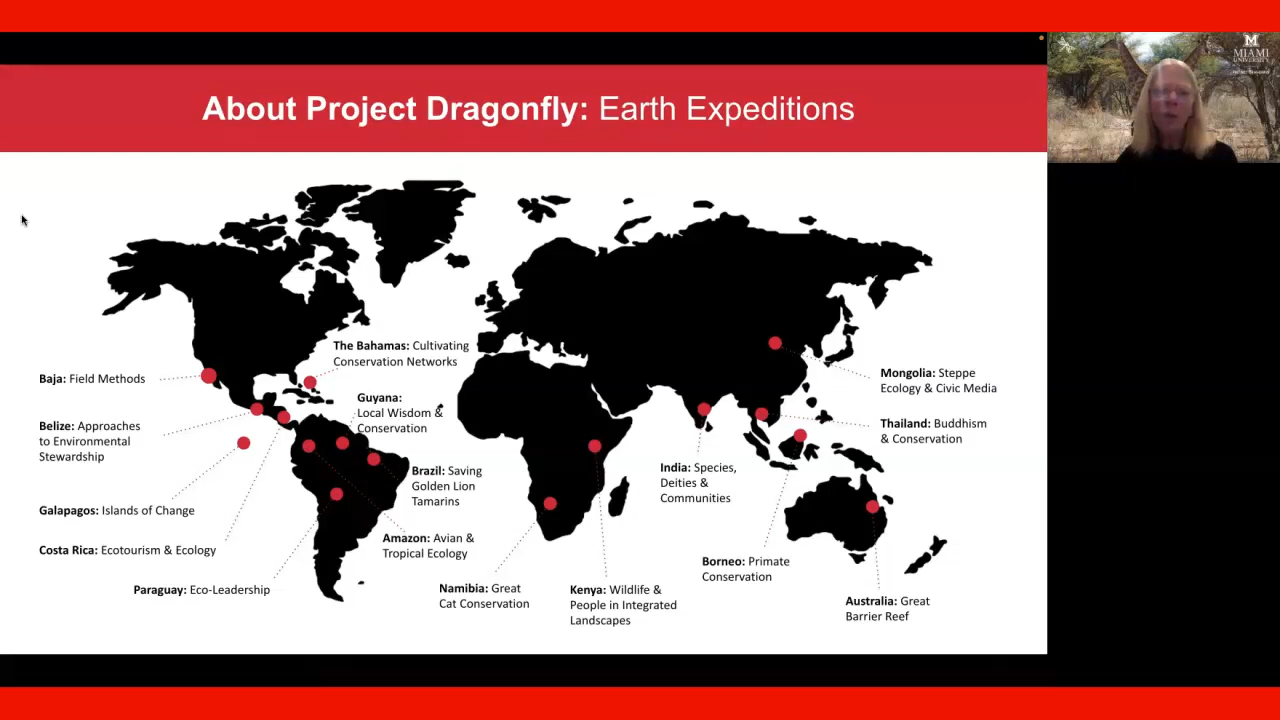 About Project Dragonfly: Earth Expeditions
M
MIAMI
UNIVERSITY
The Bahamas: Cultivating
Conservation Networks
Baja: Field Methods
Guyana:
Local Wisdom &
Conservation
Belize: Approaches
to Environmental
Stewardship
Brazil: Saving
Golden Lion
Tamarins
Galapagos: Islands of Change
Costa Rica: Ecotourism & Ecology
Amazon: Avian &
Tropical Ecology
Paraguay: Eco-Leadership
Namibia: Great
Cat Conservation
Kenya: Wildlife &
People in Integrated
Landscapes
India: Species,
Deities &
Communities
Borneo: Primate
Conservation
Mongolia: Steppe
Ecology & Civic Media
Thailand: Buddhism
& Conservation
Australia: Great
Barrier Reef